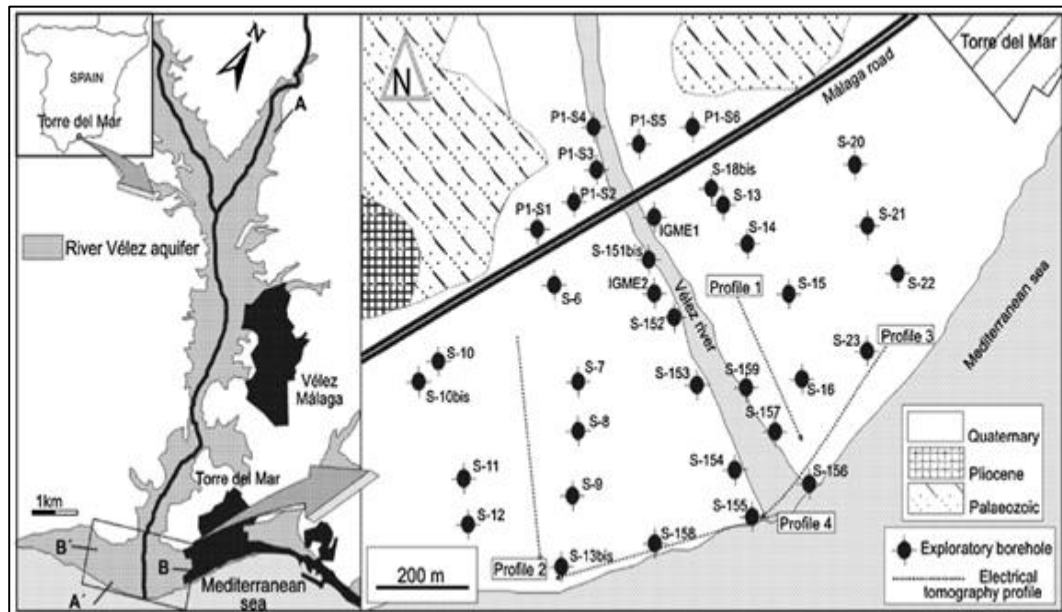 SPAIN
Torre del Mar
N
A
River Vélez aquifer
Vélez
Málaga
Torre del Mar
1km
B´
B
A´
Mediterranean
sea
N
Torre del Mar
Málaga road
P1-S4
P1-S5
P1-S6
P1-S3
P1-S2
P1-S1
S-20
S-18bis
S-13
IGME1
S-14
S-21
S-151bis
IGME2
S-6
S-152
Vélez river
Profile 1
S-15
S-22
Mediterranean sea
S-23
Profile 3
S-10
S-10bis
S-7
S-153
S-159
S-16
S-8
S-157
S-11
S-9
S-154
S-156
S-12
S-155
Profile 4
S-158
S-13bis
Profile 2
200 m
Quaternary
Pliocene
Palaeozoic
Exploratory borehole
Electrical
tomography
profile